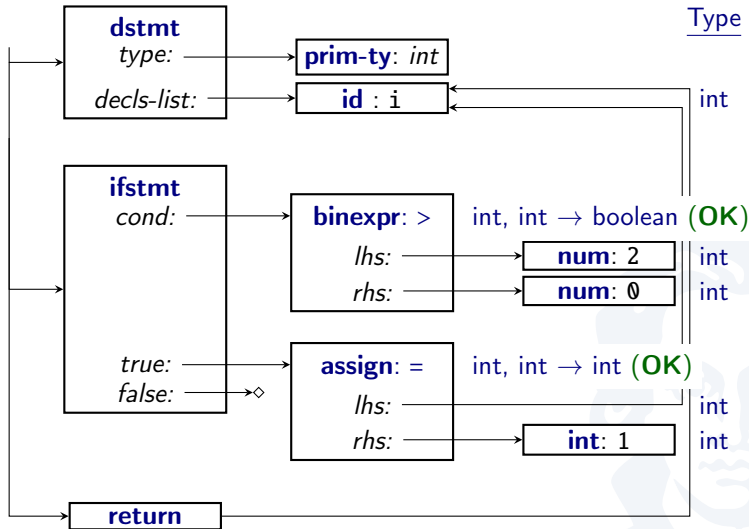 Type
dstmt
type:
prim-ty: int
decls-list:
id : i
int
ifstmt
cond:
binexpr: >
int, int → boolean (OK)
lhs:
num: 2
int
rhs:
num: 0
int
true:
assign: =
int, int → int (OK)
false:
lhs:
int
rhs:
int: 1
int
return